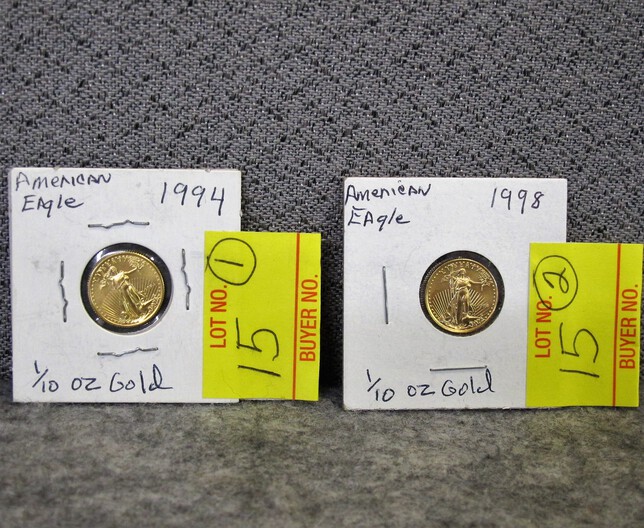 American 1994
Eagle
1/10 oz Gold
LOT NO. 1
15
BUYER NO.
American 1998
Eagle
1/10 oz Gold
LOT NO. 2
15
BUYER NO.